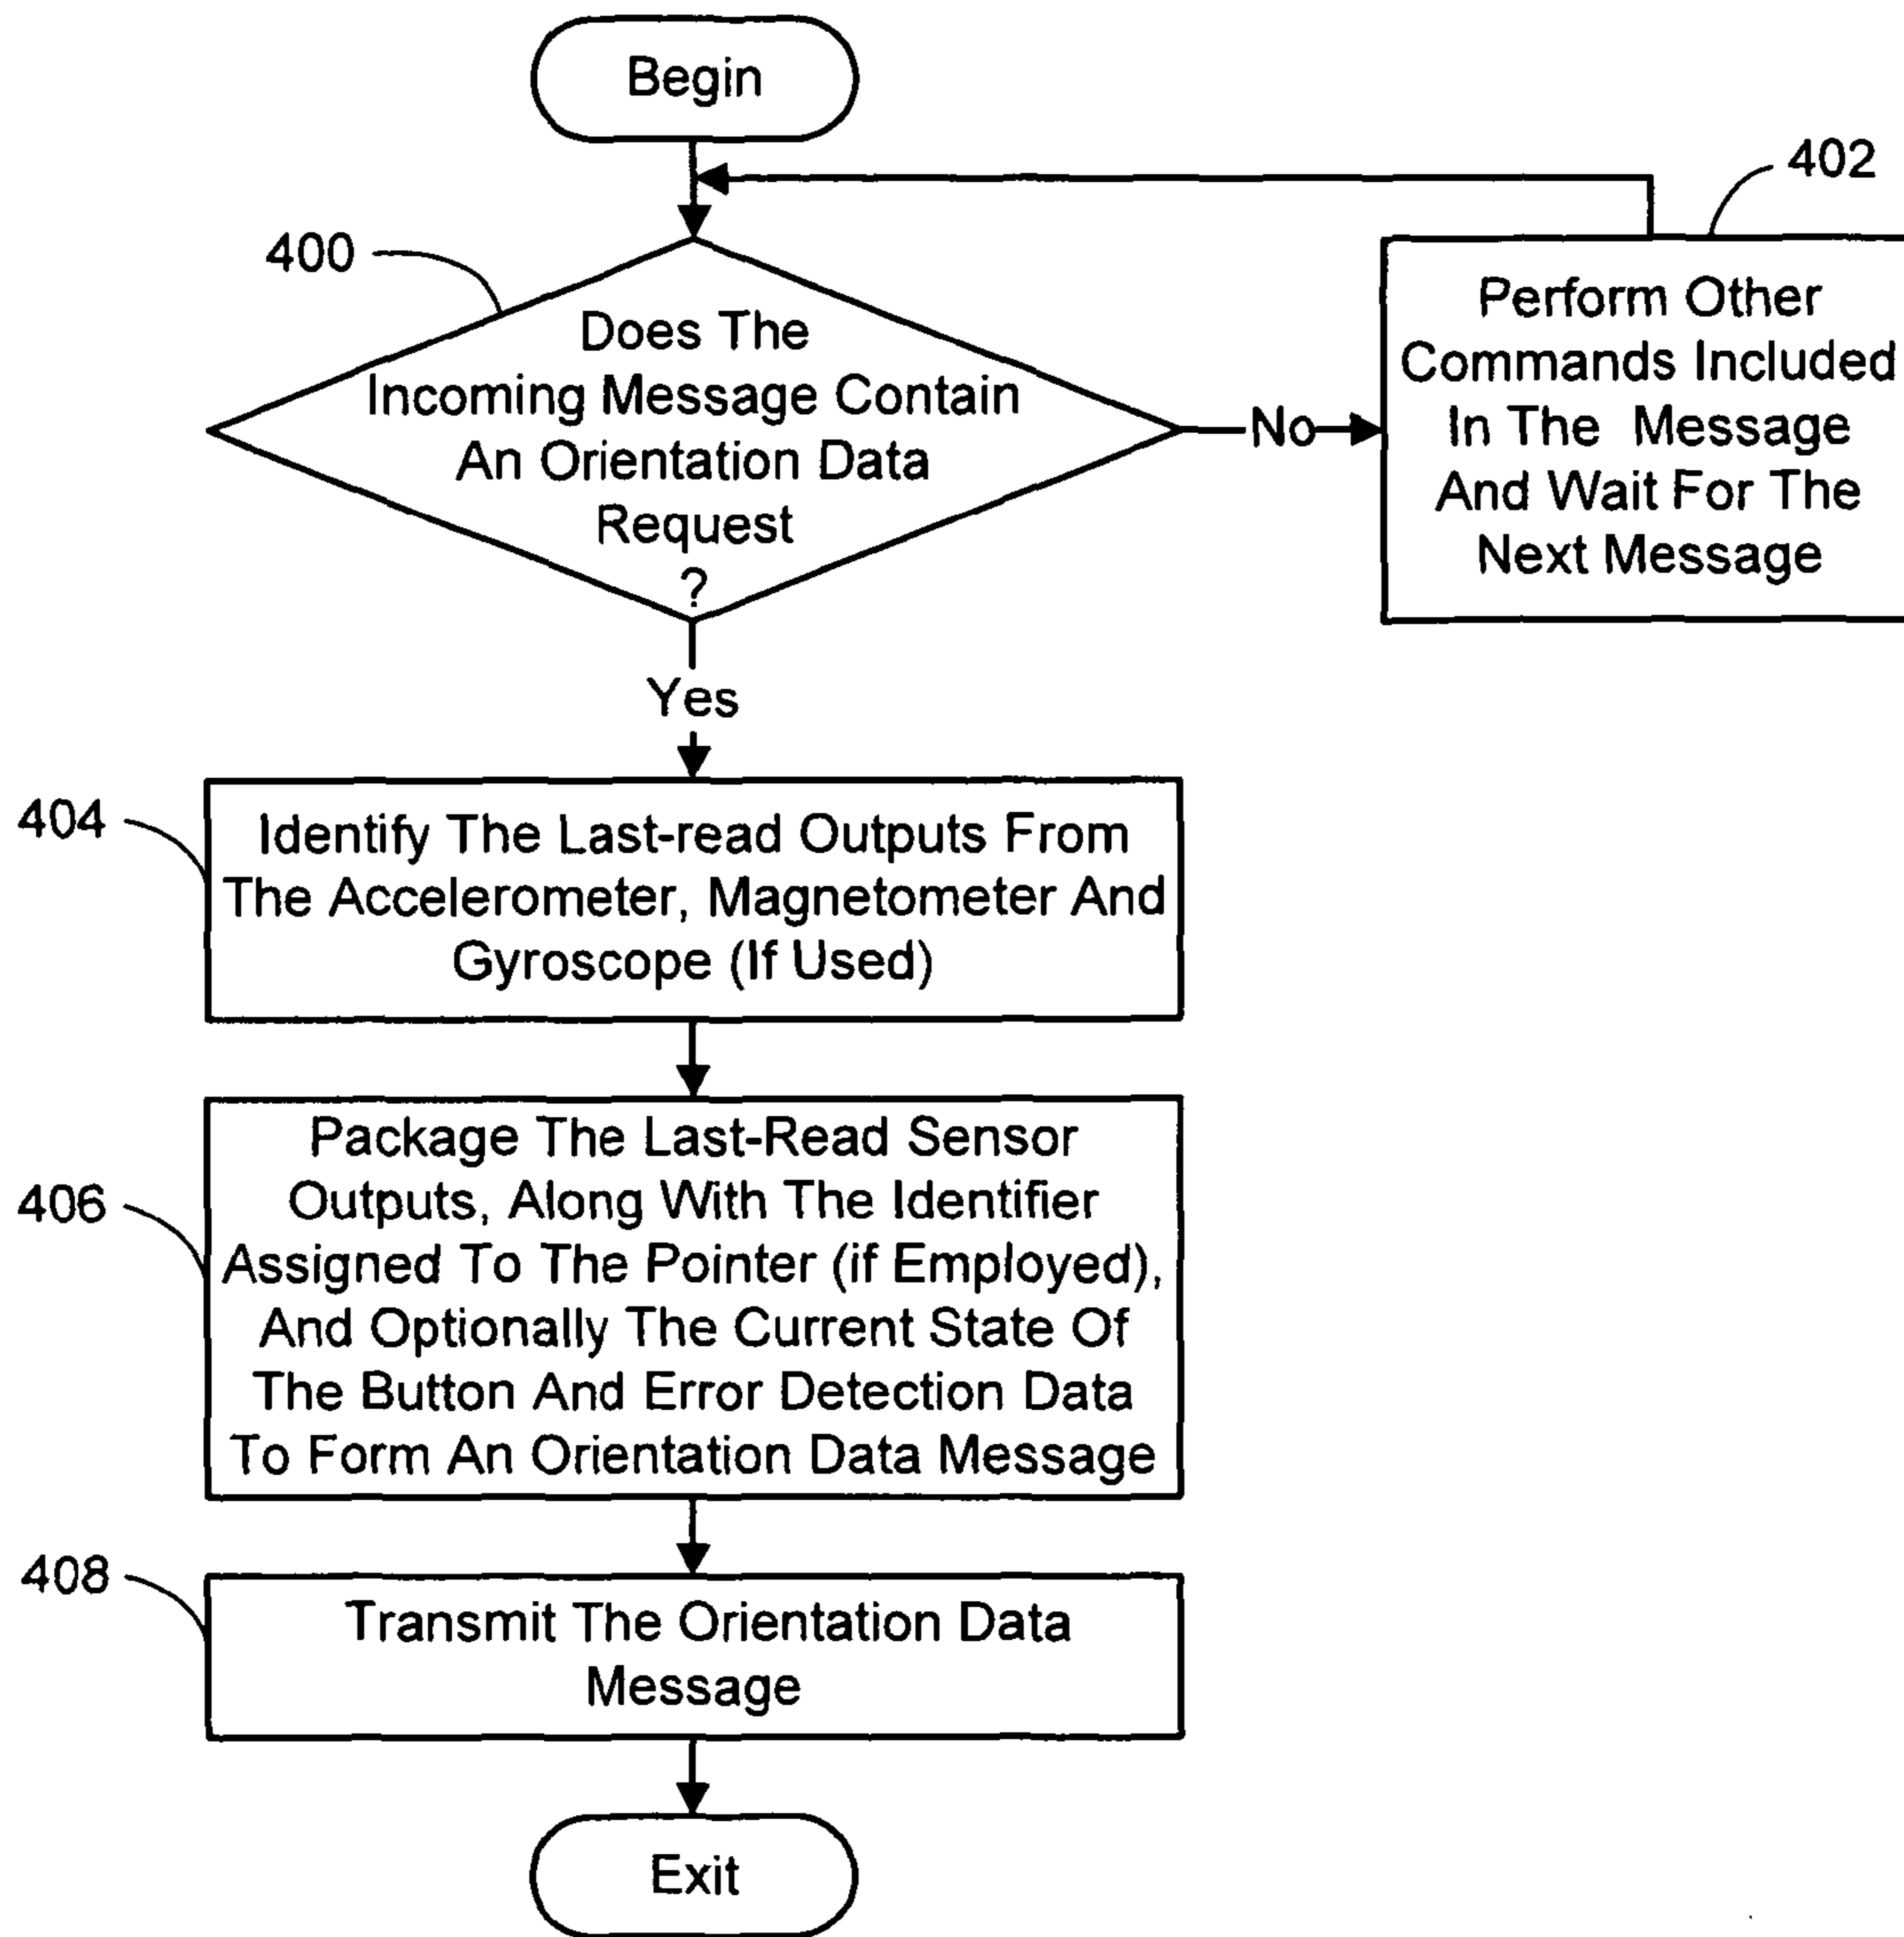 Begin
402
400
Does The
Incoming Message Contain
An Orientation Data
Request
?
No
Perform Other
Commands Included
In The Message
And Wait For The
Next Message
Yes
404
Identify The Last-read Outputs From
The Accelerometer, Magnetometer And
Gyroscope (If Used)
406
Package The Last-Read Sensor
Outputs, Along With The Identifier
Assigned To The Pointer (if Employed),
And Optionally The Current State Of
The Button And Error Detection Data
To Form An Orientation Data Message
408
Transmit The Orientation Data
Message
Exit